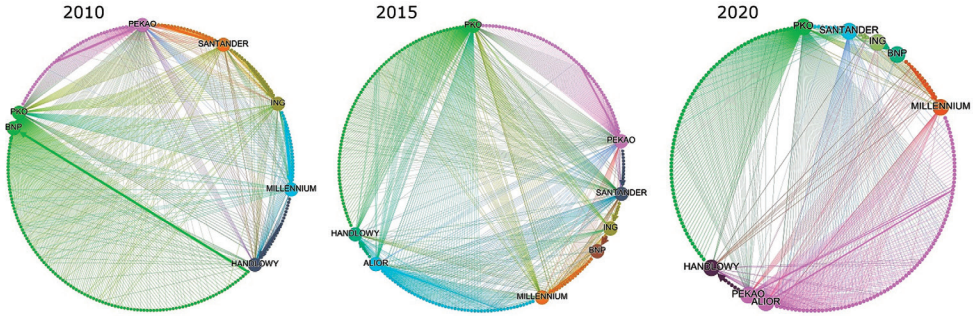 2010
PEKAO
SANTANDER
ING
PKO
BNP
MILLENNIUM
HANDLOWY
2015
PKO
PEKAO
SANTANDER
ING
HANDLOWY
BNP
ALIOR
MILLENNIUM
2020
PKO
SANTANDER
ING
BNP
MILLENNIUM
HANDLOWY
PEKAO
ALIOR